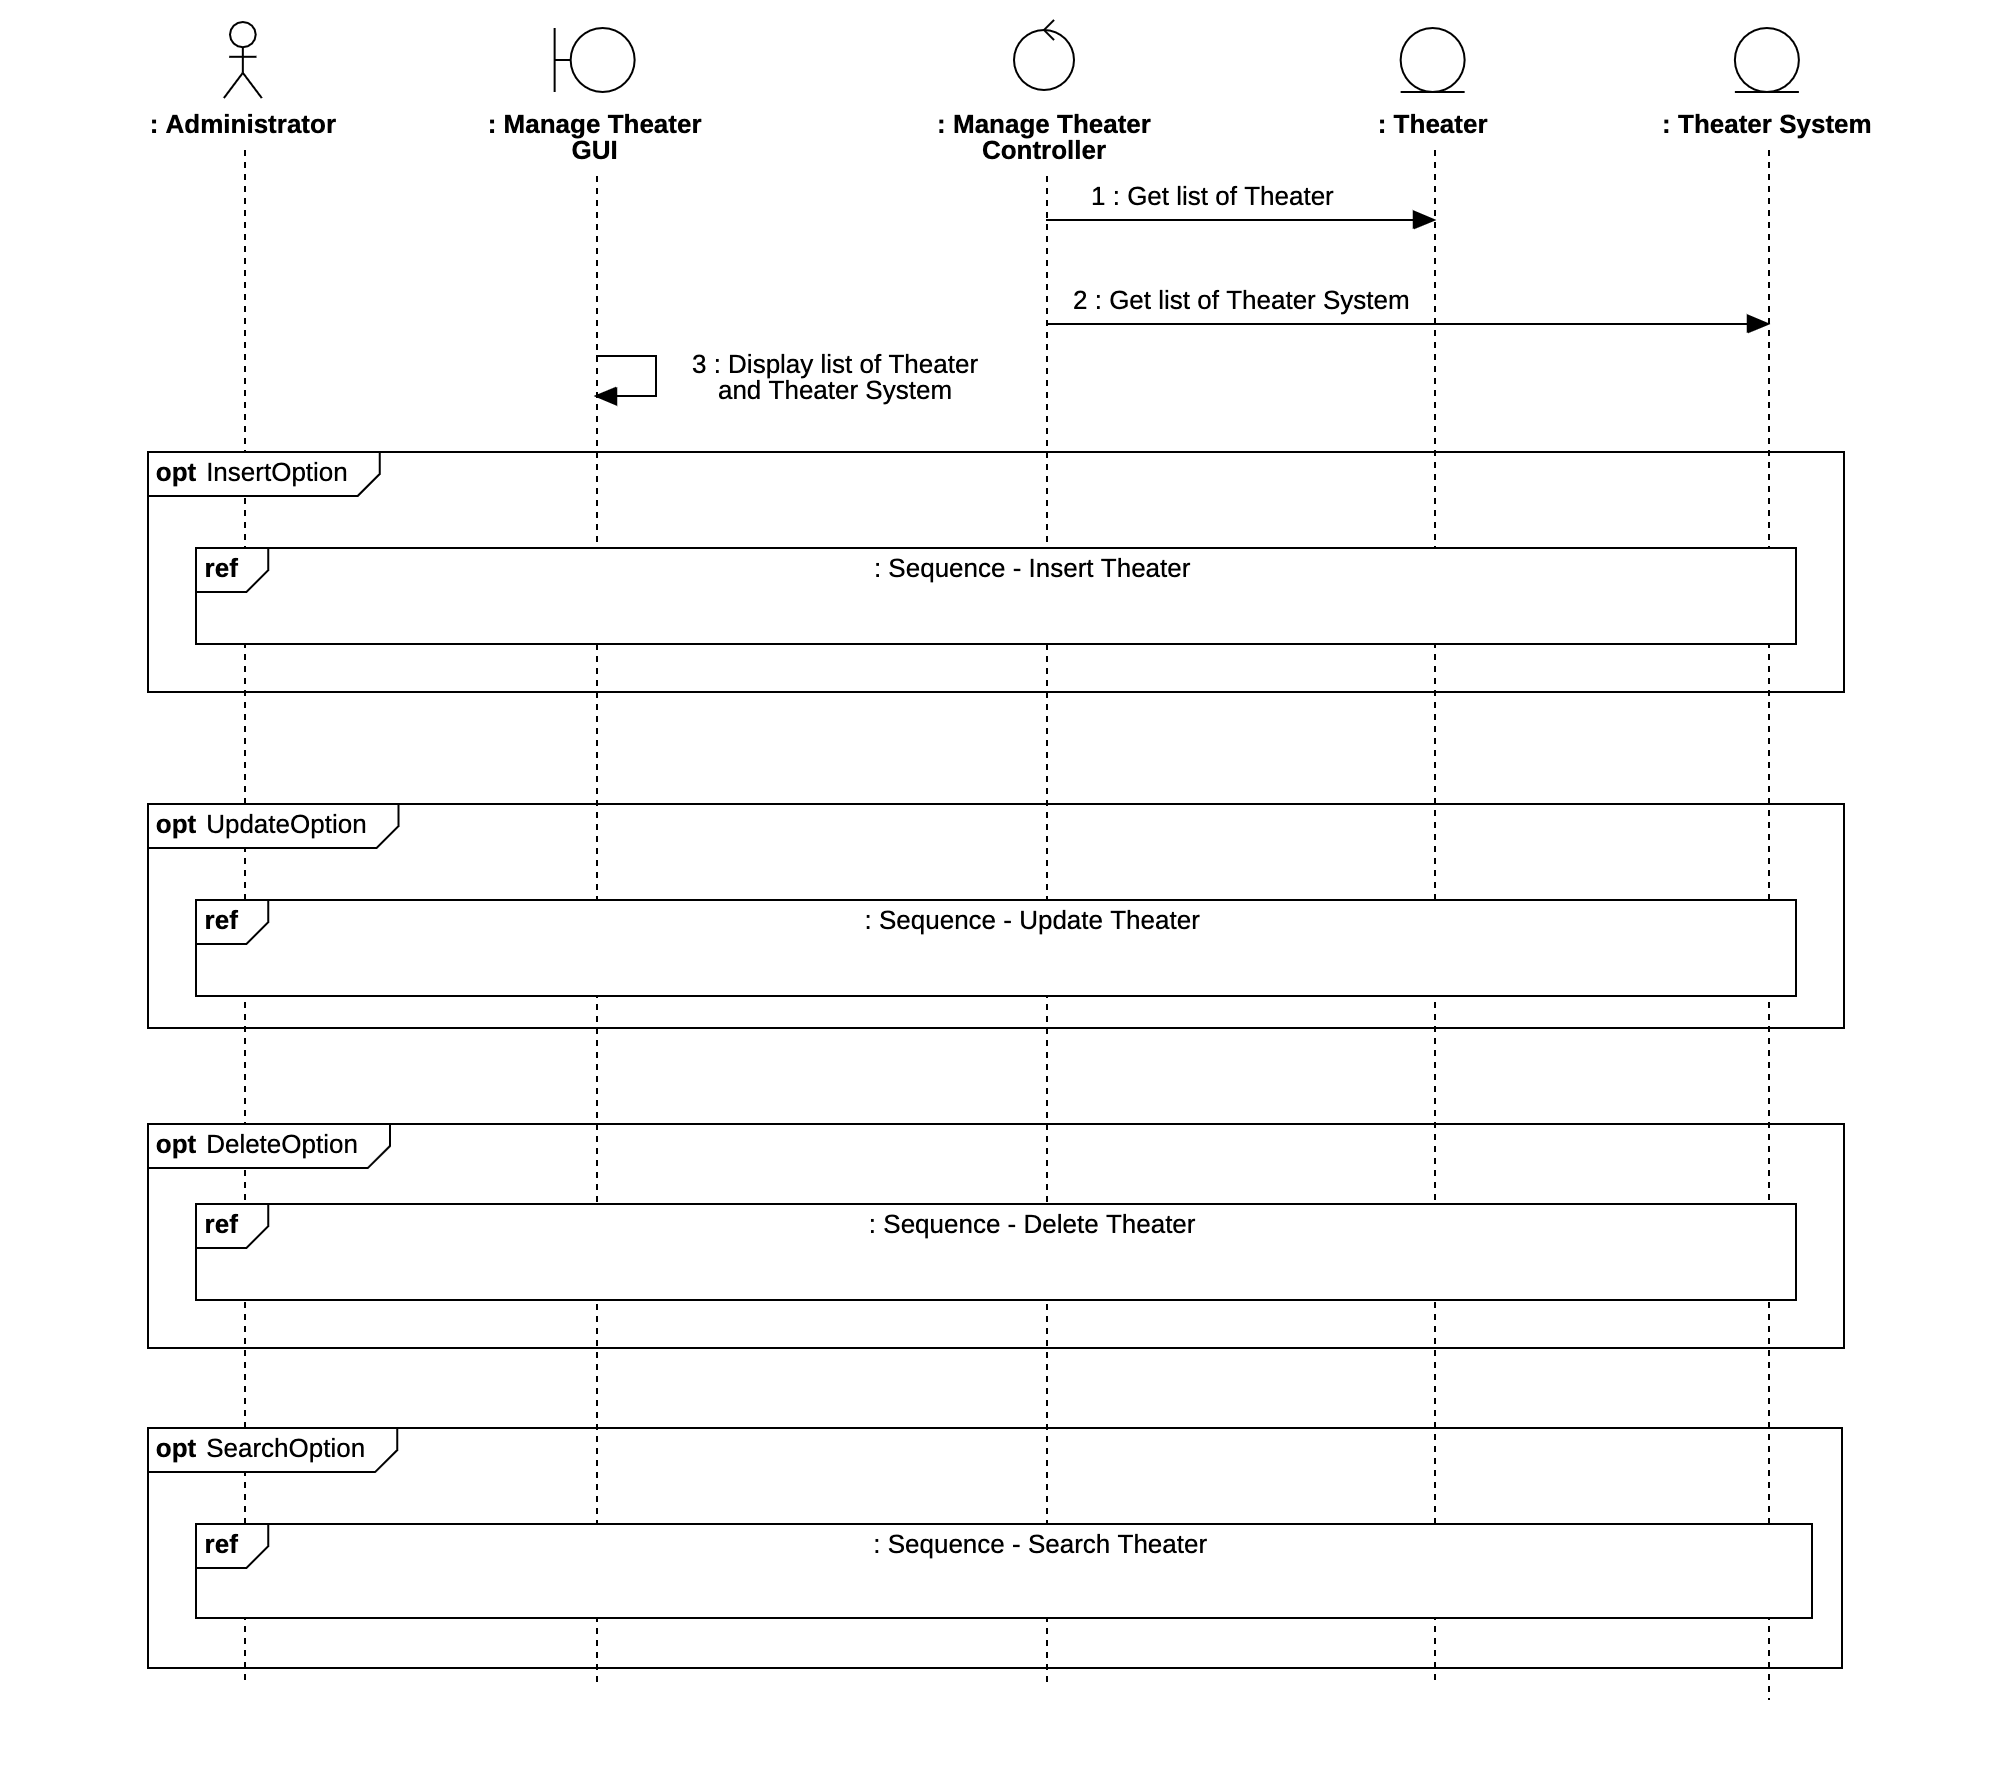 : Administrator
: Manage Theater
GUI
: Manage Theater
Controller
: Theater
: Theater System
1 : Get list of Theater
2 : Get list of Theater System
3 : Display list of Theater
and Theater System
opt InsertOption
ref
: Sequence - Insert Theater
opt UpdateOption
ref
: Sequence - Update Theater
opt DeleteOption
ref
: Sequence - Delete Theater
opt SearchOption
ref
: Sequence - Search Theater